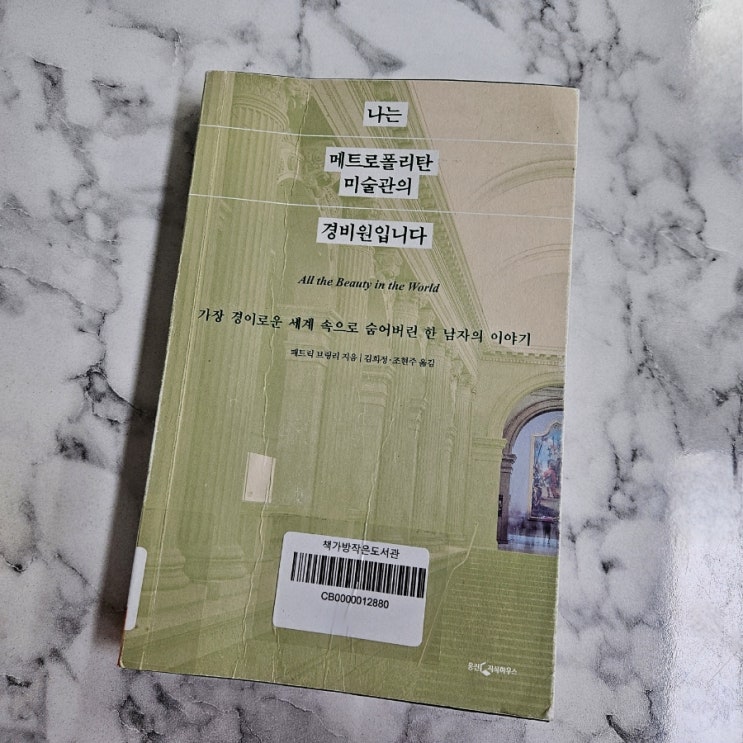 나는
메트로폴리탄
미술관의
경비원입니다
All the Beauty in the World
가장 경이로운 세계 속으로 숨어버린 한 남자의 이야기
패트릭 브링리 지음 | 김희정·조현주 옮김
책가방작은도서관
CB0000012880
웅진 지식하우스